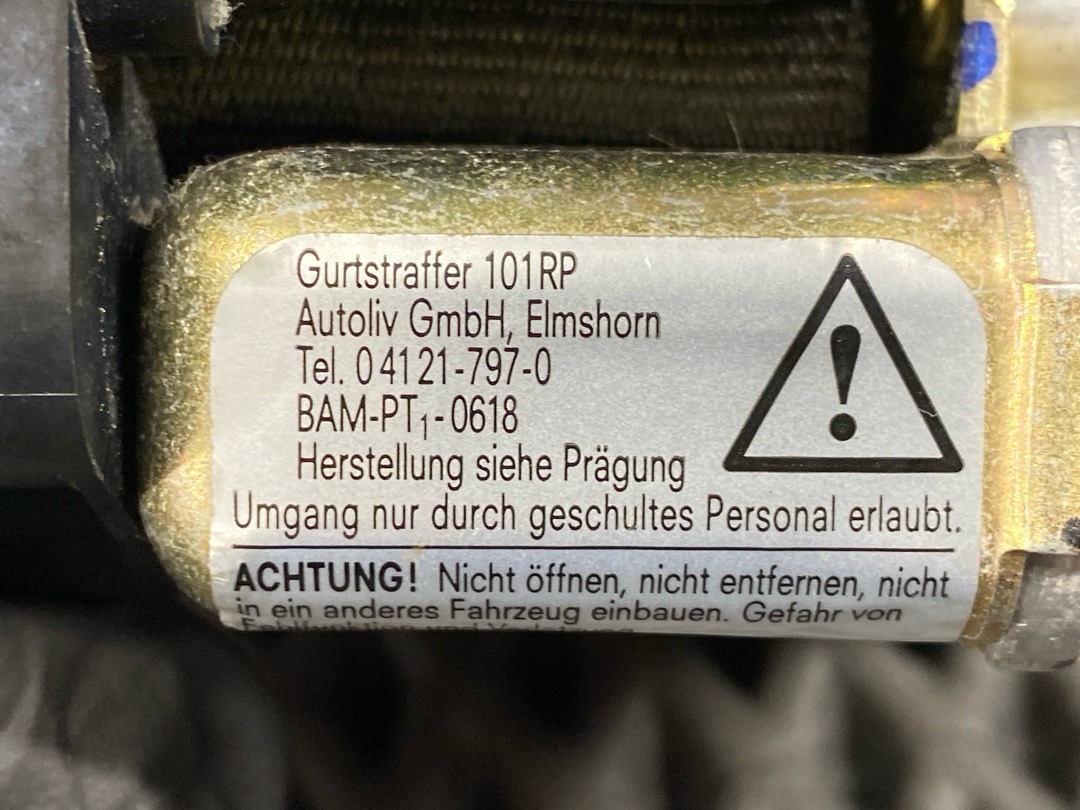 Gurtstraffer 101RP
Autoliv GmbH, Elmshorn
Tel. 0 41 21-797-0
BAM-PT₁-0618
Herstellung siehe Prägung
Umgang nur durch geschultes Personal erlaubt.
ACHTUNG! Nicht öffnen, nicht entfernen, nicht
in ein anderes Fahrzeug einbauen. Gefahr von